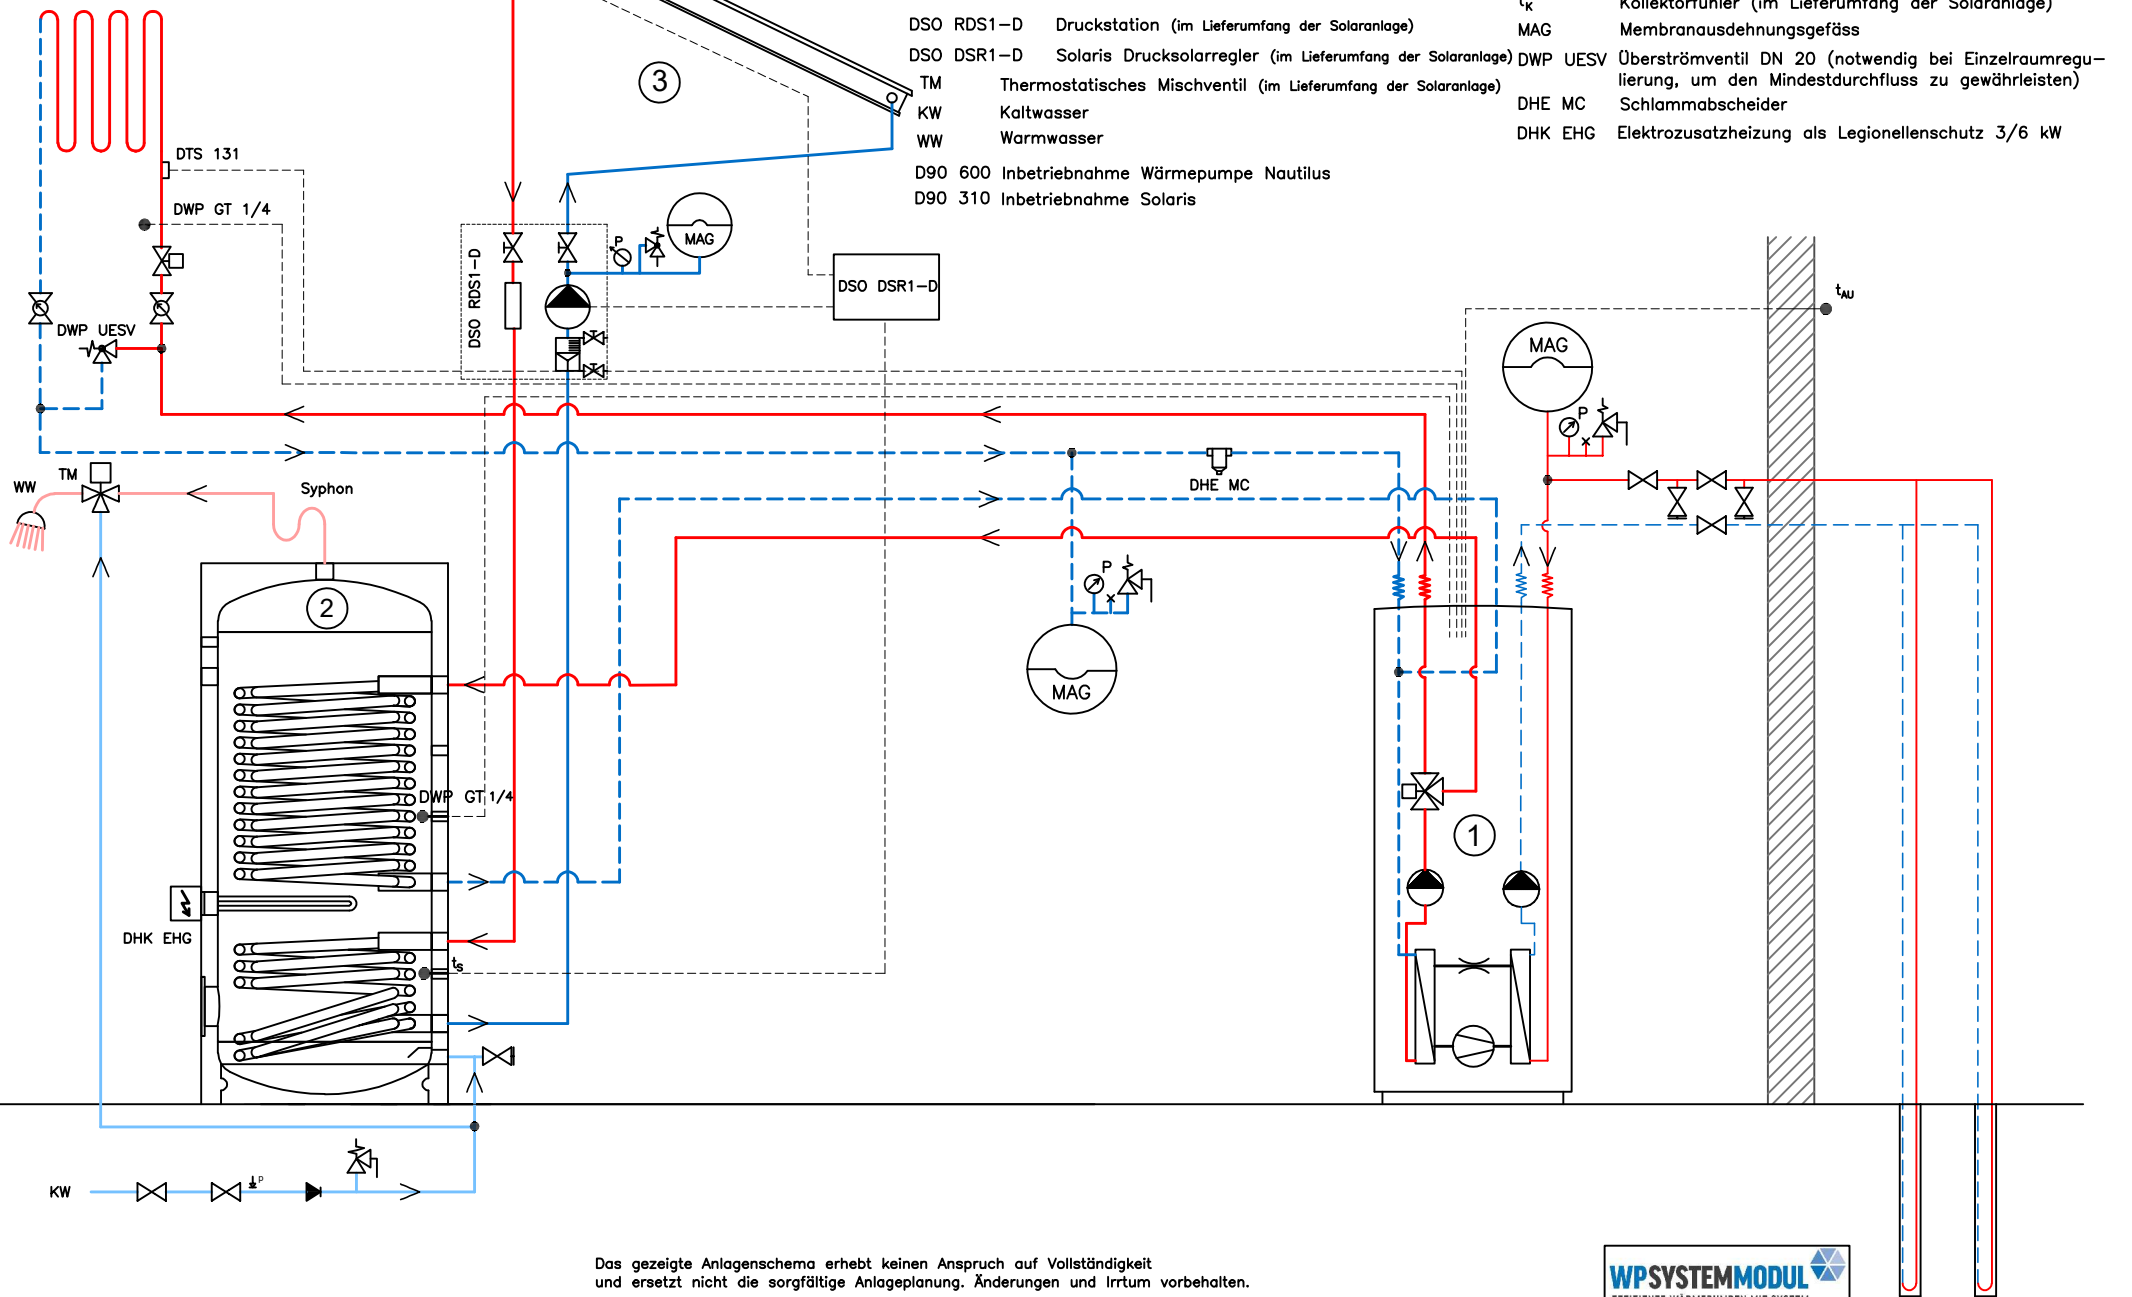 DSO RDS1-D Druckstation (im Lieferumfang der Solaranlage)
DSO DSR1-D Solaris Drucksolarregler (im Lieferumfang der Solaranlage)
TM Thermostatisches Mischventil (im Lieferumfang der Solaranlage)
KW Kaltwasser
WW Warmwasser
D90 600 Inbetriebnahme Wärmepumpe Nautilus
D90 310 Inbetriebnahme Solaris
tK Kollektorfühler (im Lieferumfang der Solaranlage)
MAG Membranausdehnungsgefäss
DWP UESV Überströmventil DN 20 (notwendig bei Einzelraumregu-
lierung, um den Mindestdurchfluss zu gewährleisten)
DHE MC Schlammabscheider
DHK EHG Elektrozusatzheizung als Legionellenschutz 3/6 kW
3
DTS 131
DWP GT 1/4
DSO RDS1-D
P
MAG
DSO DSR1-D
tAU
DWP UESV
MAG
P
TM
WW
Syphon
DHE MC
P
MAG
2
DWP GT 1/4
1
DHK EHG
tS
KW
P
Das gezeigte Anlagenschema erhebt keinen Anspruch auf Vollständigkeit
und ersetzt nicht die sorgfältige Anlageplanung. Änderungen und Irrtum vorbehalten.
WPSYSTEMMODUL